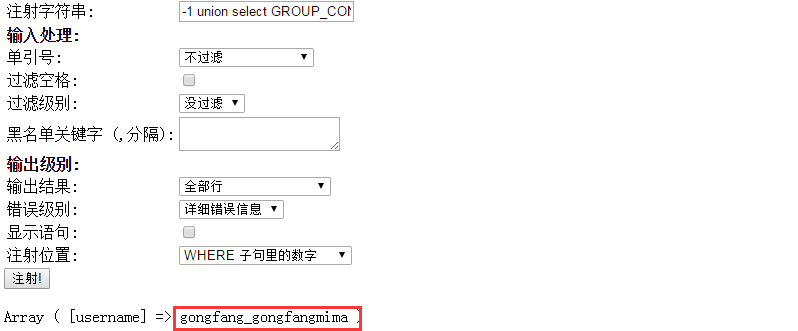 注射字符串: -1 union select GROUP_CON
输入处理:
单引号: 不过滤
过滤空格:
过滤级别: 没过滤
黑名单关键字 (,分隔):
输出级别:
输出结果: 全部行
错误级别: 详细错误信息
显示语句:
注射位置: WHERE 子句里的数字
注射!
Array ( [username] => gongfang_gongfangmima )